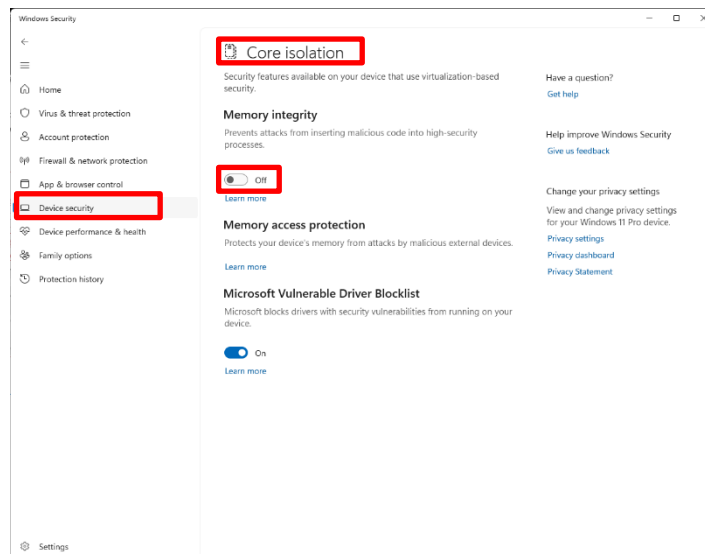 Windows Security
Home
Virus & threat protection
Account protection
Firewall & network protection
App & browser control
Device security
Device performance & health
Family options
Protection history
Settings
Core isolation
Security features available on your device that use virtualization-based
security.
Memory integrity
Prevents attacks from inserting malicious code into high-security
processes.
Off
Learn more
Memory access protection
Protects your device's memory from attacks by malicious external devices.
Learn more
Microsoft Vulnerable Driver Blocklist
Microsoft blocks drivers with security vulnerabilities from running on your
device.
On
Learn more
Have a question?
Get help
Help improve Windows Security
Give us feedback
Change your privacy settings
View and change privacy settings
for your Windows 11 Pro device.
Privacy settings
Privacy dashboard
Privacy Statement